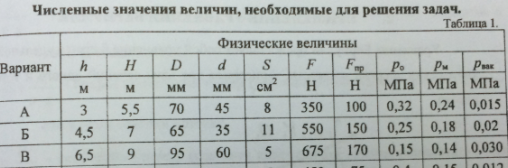 Численные значения величин, необходимые для решения задач.
Таблица 1.
Вариант Физические величины
h H D d S F Fпр pо pм pвак
м м мм мм см² Н Н МПа МПа МПа
А 3 5,5 70 45 8 350 100 0,32 0,24 0,015
Б 4,5 7 65 35 11 550 150 0,25 0,18 0,02
В 6,5 9 95 60 5 675 170 0,15 0,14 0,030